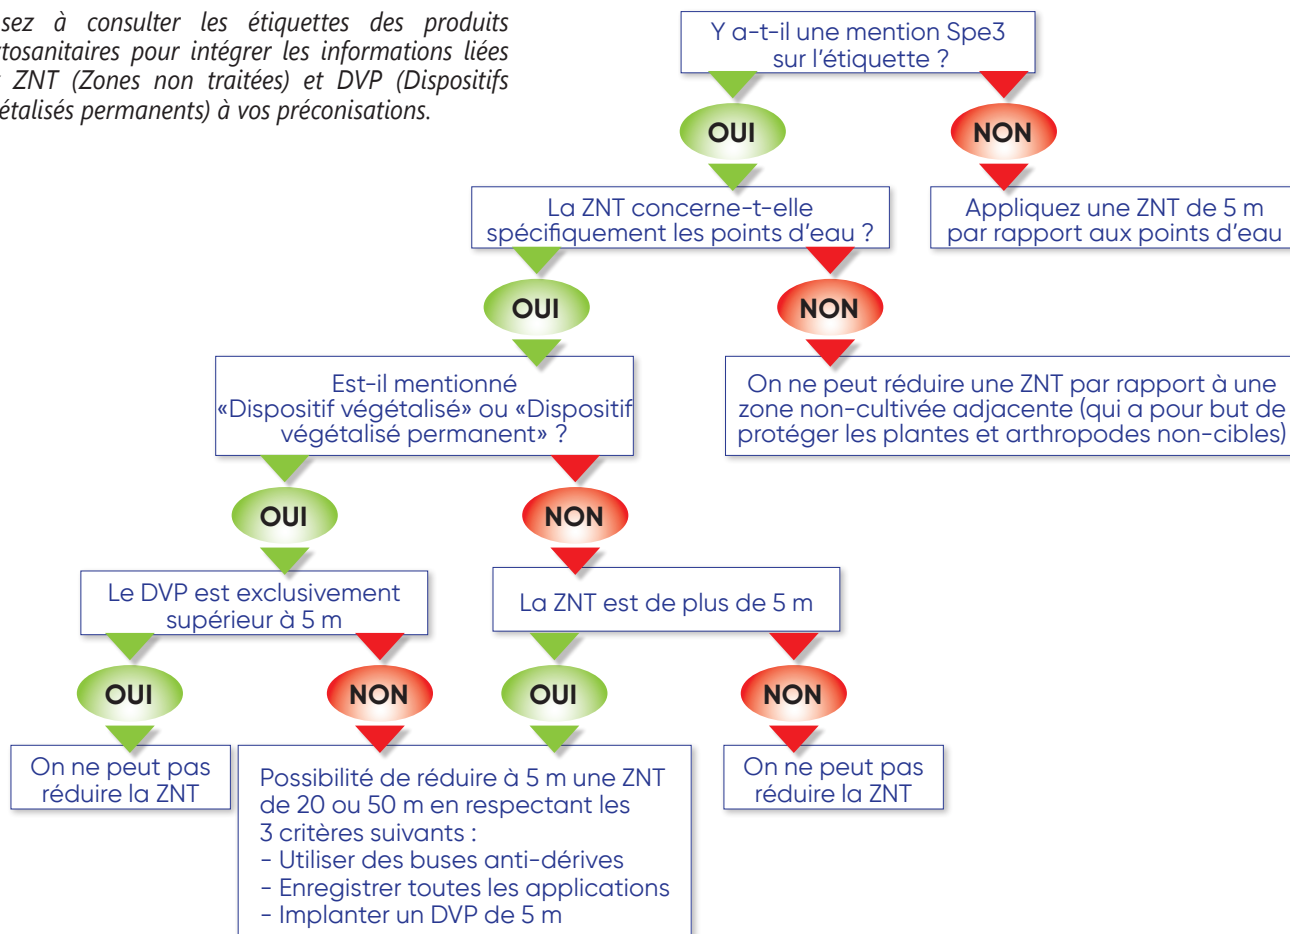 sez à consulter les étiquettes des produits
tosanitaires pour intégrer les informations liées
ZNT (Zones non traitées) et DVP (Dispositifs
étalisés permanents) à vos préconisations.
Y a-t-il une mention Spe3
sur l'étiquette ?
OUI
NON
La ZNT concerne-t-elle
spécifiquement les points d'eau ?
Appliquez une ZNT de 5 m
par rapport aux points d'eau
OUI
NON
Est-il mentionné
«Dispositif végétalisé» ou «Dispositif
végétalisé permanent» ?
On ne peut réduire une ZNT par rapport à une
zone non-cultivée adjacente (qui a pour but de
protéger les plantes et arthropodes non-cibles)
OUI
NON
Le DVP est exclusivement
supérieur à 5 m
La ZNT est de plus de 5 m
OUI
NON
OUI
NON
On ne peut pas
réduire la ZNT
Possibilité de réduire à 5 m une ZNT
de 20 ou 50 m en respectant les
3 critères suivants :
- Utiliser des buses anti-dérives
- Enregistrer toutes les applications
- Implanter un DVP de 5 m
On ne peut pas
réduire la ZNT